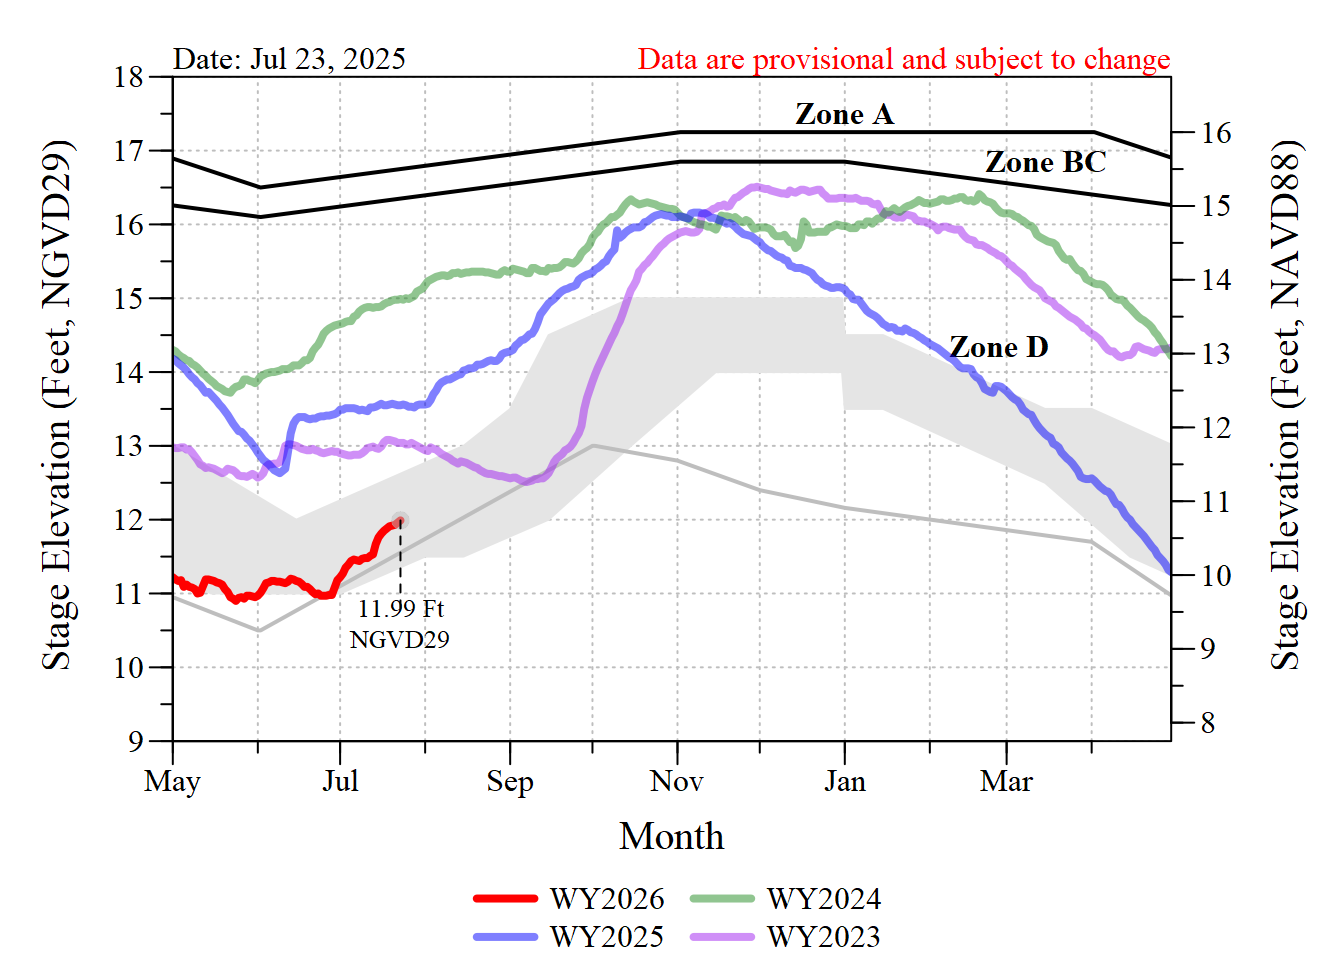 Date: Jul 23, 2025
Data are provisional and subject to change
Stage Elevation (Feet, NGVD29)
18
17
16
15
14
13
12
11
10
9
Zone A
Zone BC
Zone D
11.99 Ft
NGVD29
16
15
14
13
12
11
10
9
8
Stage Elevation (Feet, NAVD88)
May Jul Sep Nov Jan Mar
Month
WY2026 WY2024
WY2025 WY2023